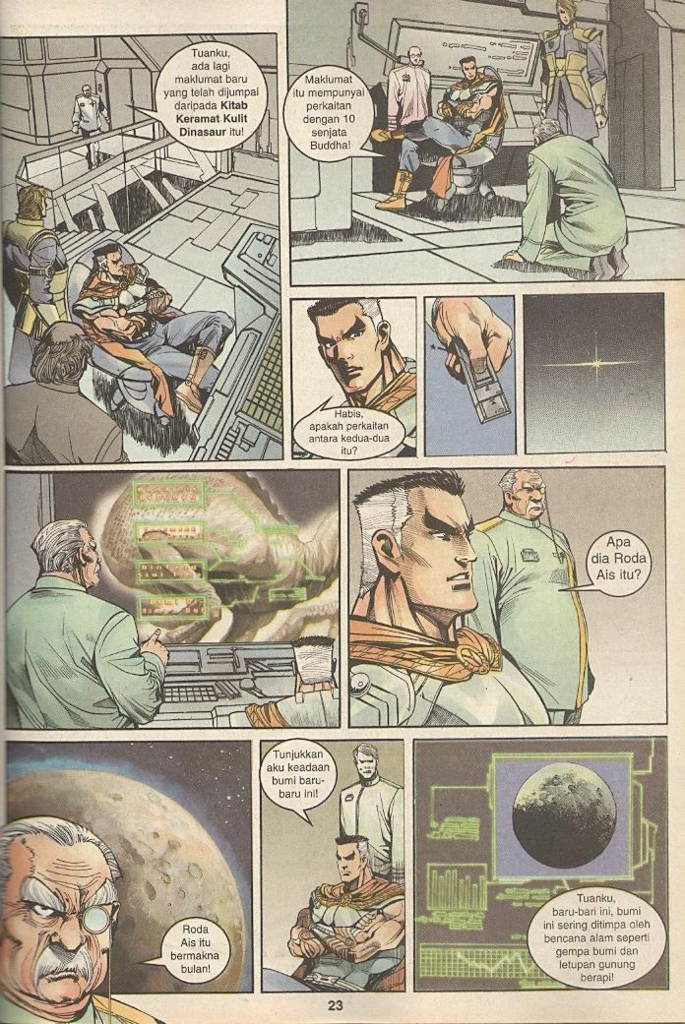 Tuanku,
ada lagi
maklumat baru
yang telah dijumpai
daripada Kitab
Keramat Kulit
Dinasaur itu!
Maklumat
itu mempunyai
perkaitan
dengan 10
senjata
Buddha!
Habis,
apakah perkaitan
antara kedua-dua
itu?
Apa
dia Roda
Ais itu?
Roda
Ais itu
bermakna
bulan!
Tunjukkan
aku keadaan
bumi baru-
baru ini!
Tuanku,
baru-bari ini, bumi
ini sering ditimpa oleh
bencana alam seperti
gempa bumi dan
letupan gunung
berapi!
23